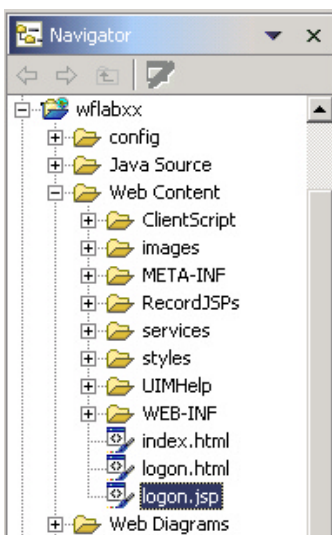 Navigator
wflabxx
config
Java Source
Web Content
ClientScript
images
META-INF
RecordJSPs
services
styles
UIMHelp
WEB-INF
index.html
logon.html
logon.jsp
Web Diagrams